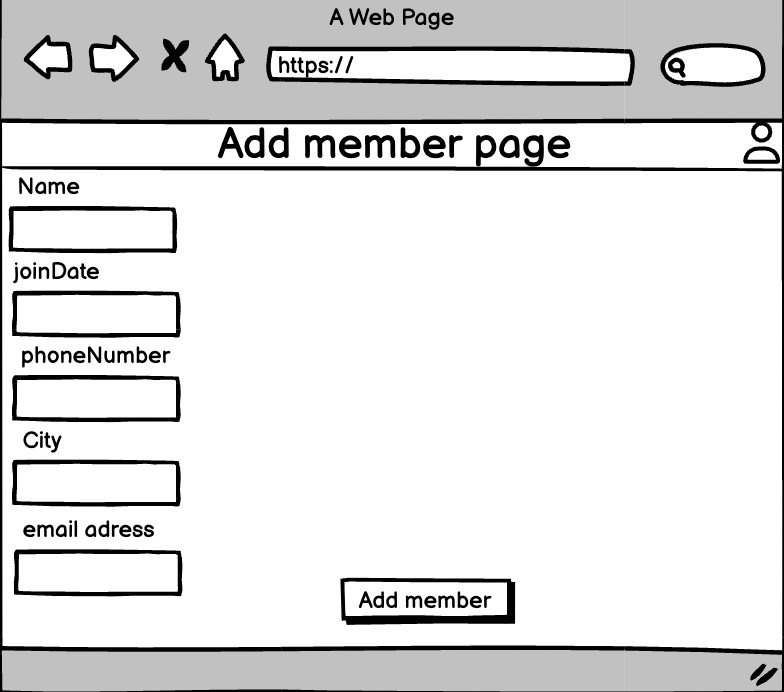 A Web Page
https://
Add member page
Name
joinDate
phoneNumber
City
email adress
Add member